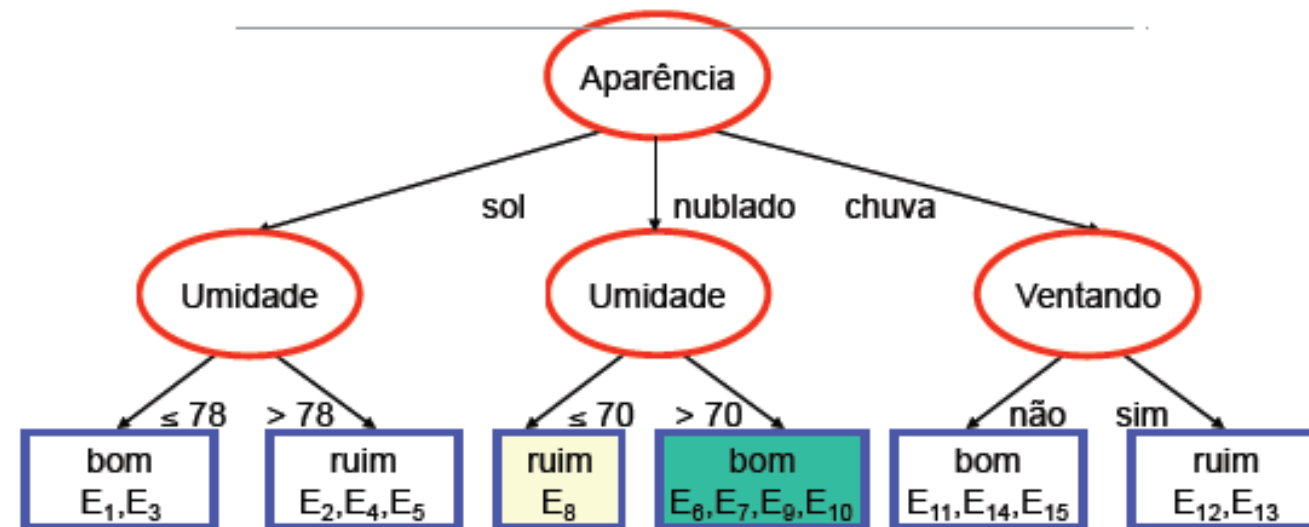 Aparência
sol nublado chuva
Umidade Umidade Ventando
≤ 78 > 78 ≤ 70 > 70 não sim
bom ruim ruim bom bom ruim
E₁,E₃ E₂,E₄,E₅ E₈ E₆,E₇,E₉,E₁₀ E₁₁,E₁₄,E₁₅ E₁₂,E₁₃